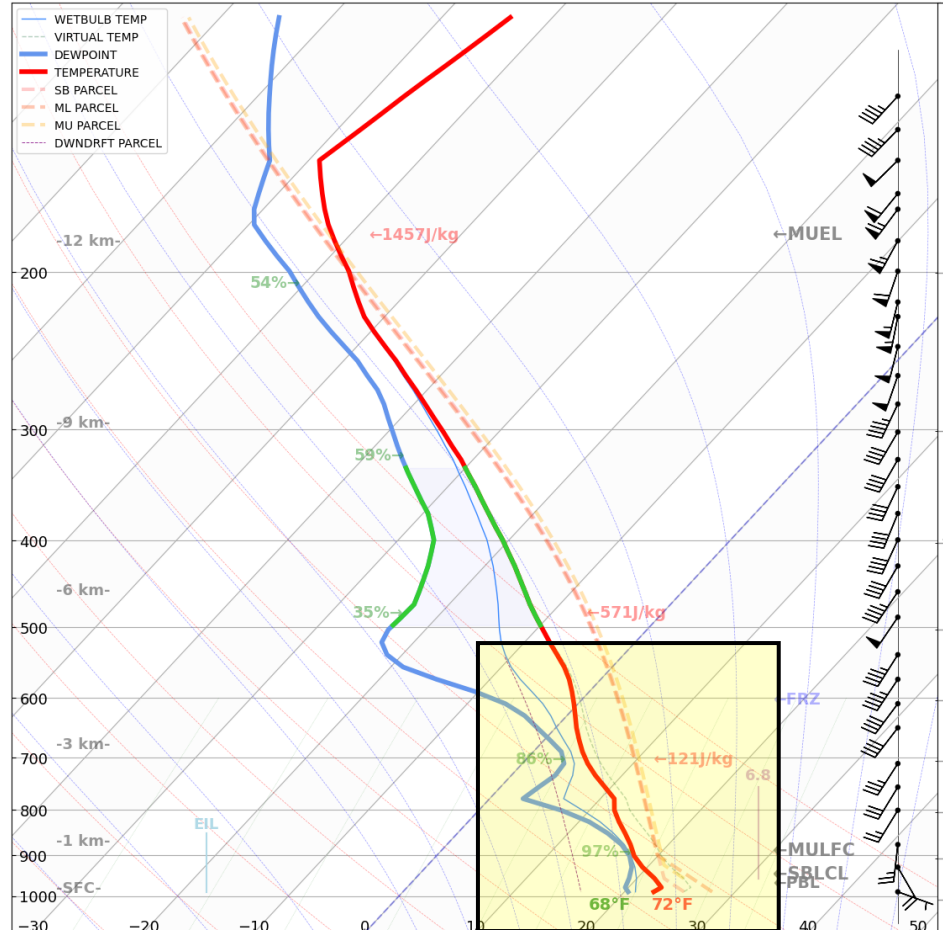 WETBULB TEMP
VIRTUAL TEMP
DEWPOINT
TEMPERATURE
SB PARCEL
ML PARCEL
MU PARCEL
DWNDRFT PARCEL
-12 km-
←1457J/kg
←MUEL
200
54%→
-9 km-
300
59%→
400
-6 km-
35%→
←571J/kg
500
600
←FRZ
-3 km-
700
86%→
←121J/kg
6.8
800
EIL
-1 km-
900
97%→
←MULFC
←SBLCL
←PBL
-SFC-
1000
68°F 72°F
−30 −20 −10 0 10 20 30 40 50